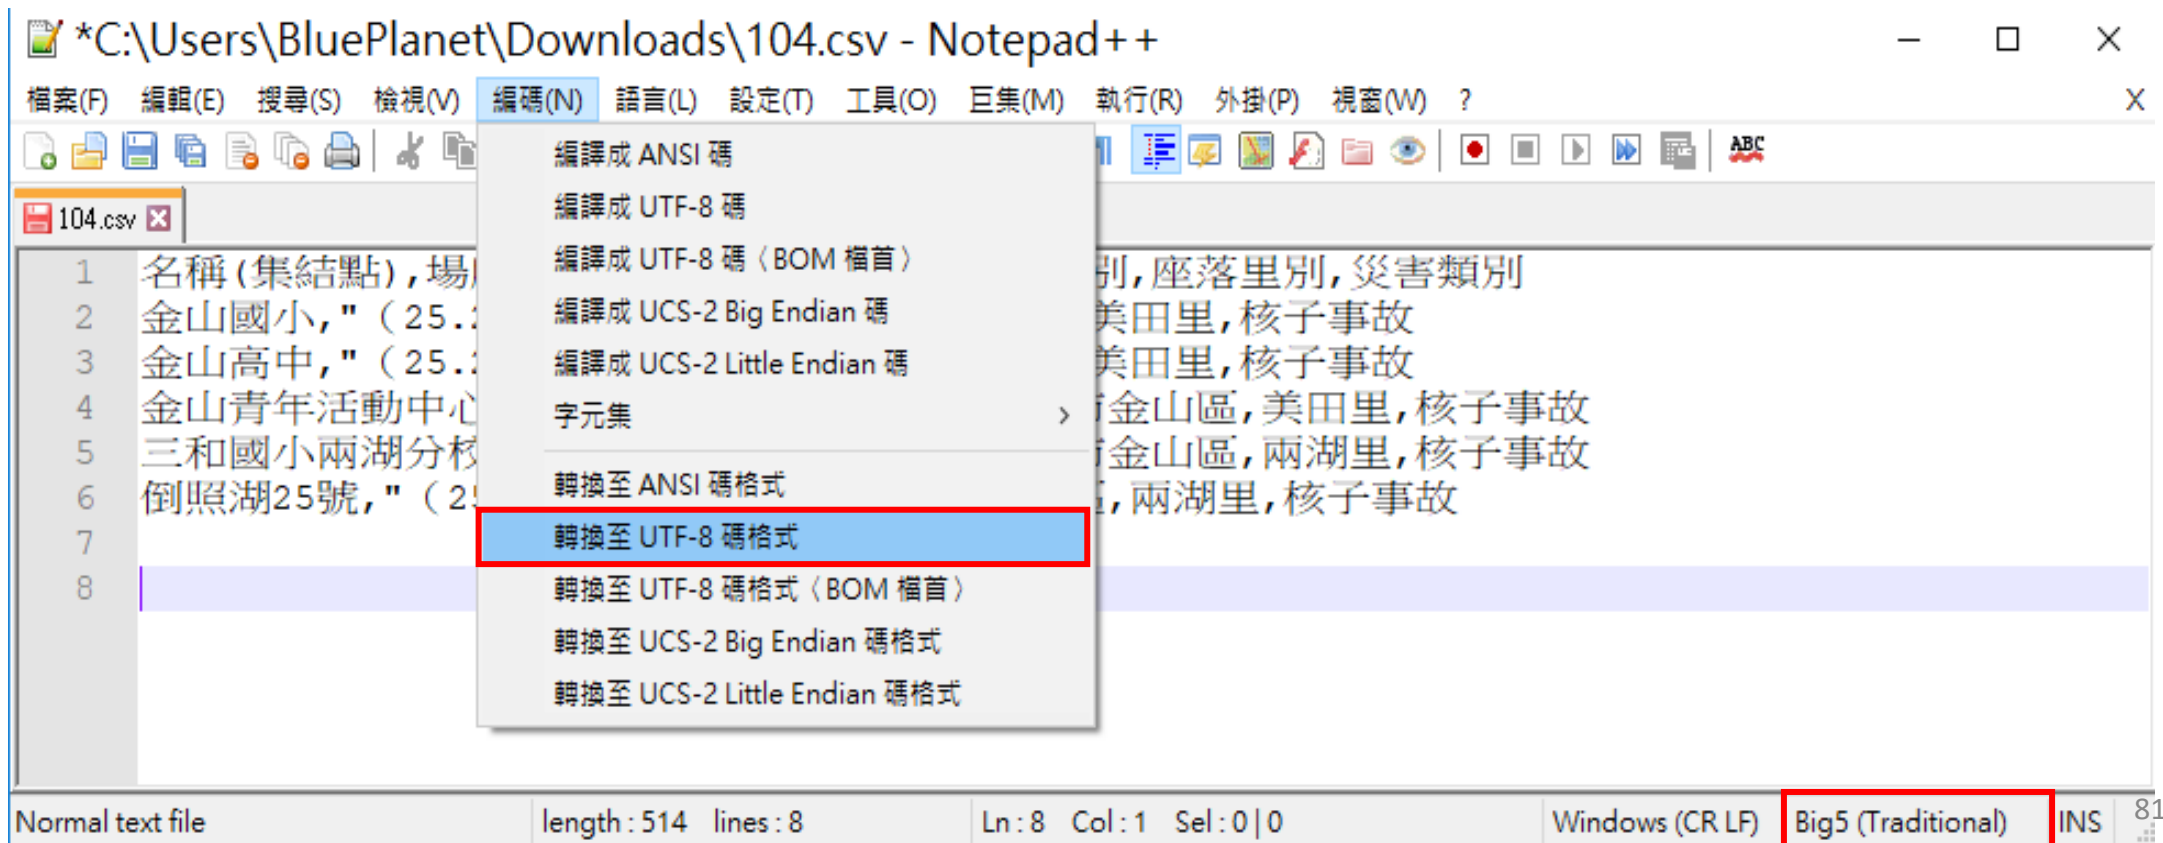 *C:\Users\BluePlanet\Downloads\104.csv - Notepad++
檔案(F) 編輯(E) 搜尋(S) 檢視(V) 編碼(N) 語言(L) 設定(T) 工具(O) 巨集(M) 執行(R) 外掛(P) 視窗(W) ? X
ABC
104.csv
編譯成 ANSI 碼
編譯成 UTF-8 碼
編譯成 UTF-8 碼（BOM 檔首）
編譯成 UCS-2 Big Endian 碼
編譯成 UCS-2 Little Endian 碼
字元集
轉換至 ANSI 碼格式
轉換至 UTF-8 碼格式
轉換至 UTF-8 碼格式（BOM 檔首）
轉換至 UCS-2 Big Endian 碼格式
轉換至 UCS-2 Little Endian 碼格式
1 名稱(集結點),場 別,座落里別,災害類別
2 金山國小,"（25. 美田里,核子事故
3 金山高中,"（25. 美田里,核子事故
4 金山青年活動中心 金山區,美田里,核子事故
5 三和國小兩湖分校 金山區,兩湖里,核子事故
6 倒照湖25號,"（2 ,兩湖里,核子事故
7
8
Normal text file length : 514 lines : 8 Ln : 8 Col : 1 Sel : 0 | 0 Windows (CR LF) Big5 (Traditional) INS
81